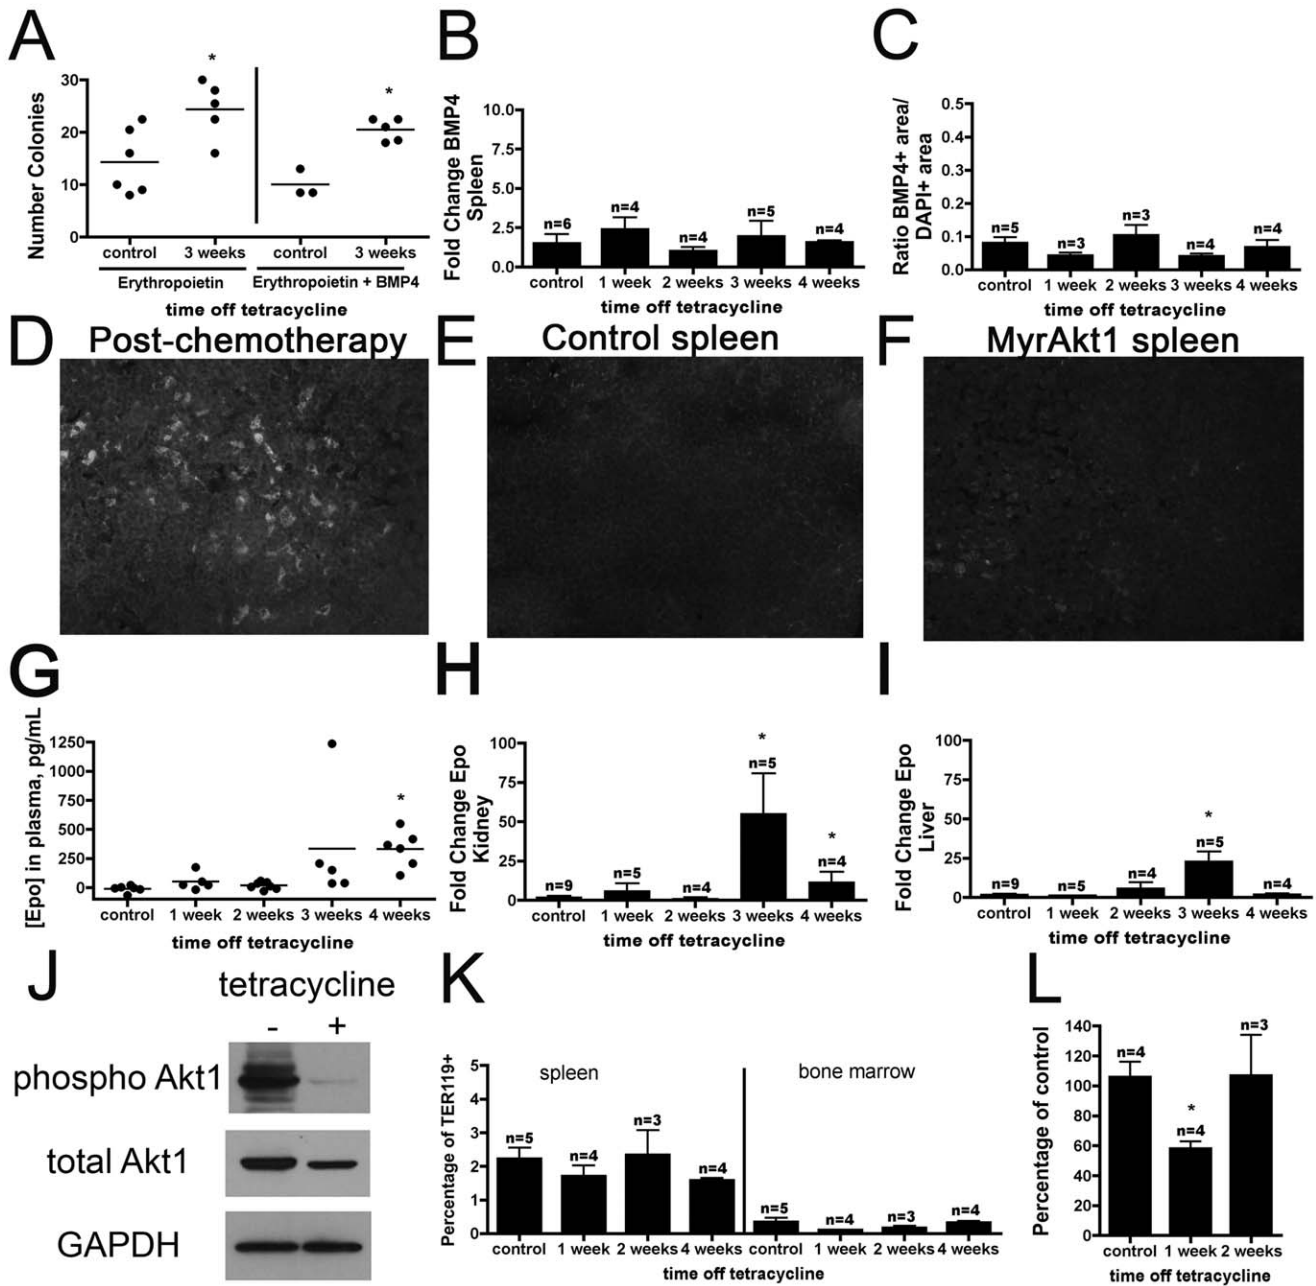 A
Number Colonies
30
20
10
0
*
*
control 3 weeks control 3 weeks
Erythropoietin Erythropoietin + BMP4
time off tetracycline
B
Fold Change BMP4
Spleen
10.0
7.5
5.0
2.5
0.0
n=6 n=4 n=4 n=5 n=4
control 1 week 2 weeks 3 weeks 4 weeks
time off tetracycline
C
Ratio BMP4+ area/
DAPI+ area
0.5
0.4
0.3
0.2
0.1
0.0
n=5 n=3 n=3 n=4 n=4
control 1 week 2 weeks 3 weeks 4 weeks
time off tetracycline
D Post-chemotherapy
E Control spleen
F MyrAkt1 spleen
G
[Epo] in plasma, pg/mL
1250
1000
750
500
250
0
*
control 1 week 2 weeks 3 weeks 4 weeks
time off tetracycline
H
Fold Change Epo
Kidney
100
75
50
25
0
* *
n=9 n=5 n=4 n=5 n=4
control 1 week 2 weeks 3 weeks 4 weeks
time off tetracycline
I
Fold Change Epo
Liver
100
75
50
25
0
*
n=9 n=5 n=4 n=5 n=4
control 1 week 2 weeks 3 weeks 4 weeks
time off tetracycline
J
tetracycline
- +
phospho Akt1
total Akt1
GAPDH
K
Percentage of TER119+
5
4
3
2
1
0
spleen bone marrow
n=5 n=4 n=3 n=4 n=5 n=4 n=3 n=4
control 1 week 2 weeks 4 weeks control 1 week 2 weeks 4 weeks
time off tetracycline
L
Percentage of control
140
120
100
80
60
40
20
0
*
n=4 n=4 n=3
control 1 week 2 weeks
time off tetracycline